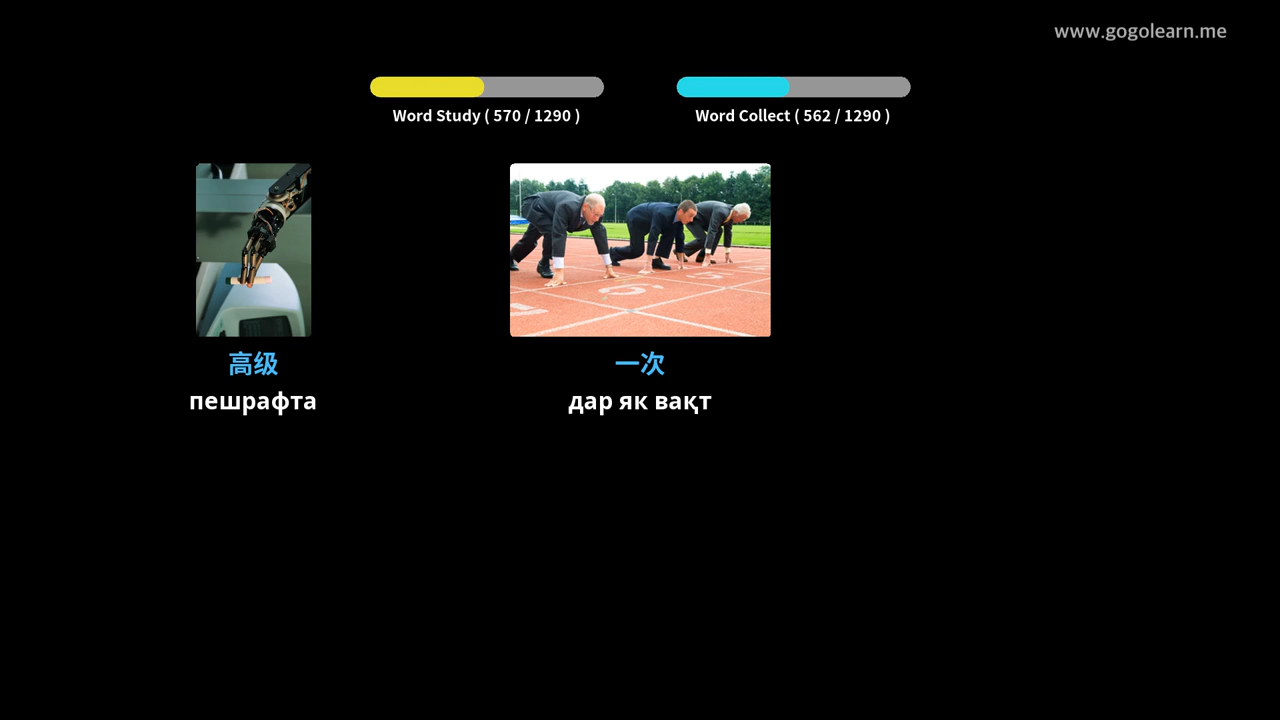 www.gogolearn.me
Word Study ( 570 / 1290 )
Word Collect ( 562 / 1290 )
高级
пешрафта
一次
дар як вақт